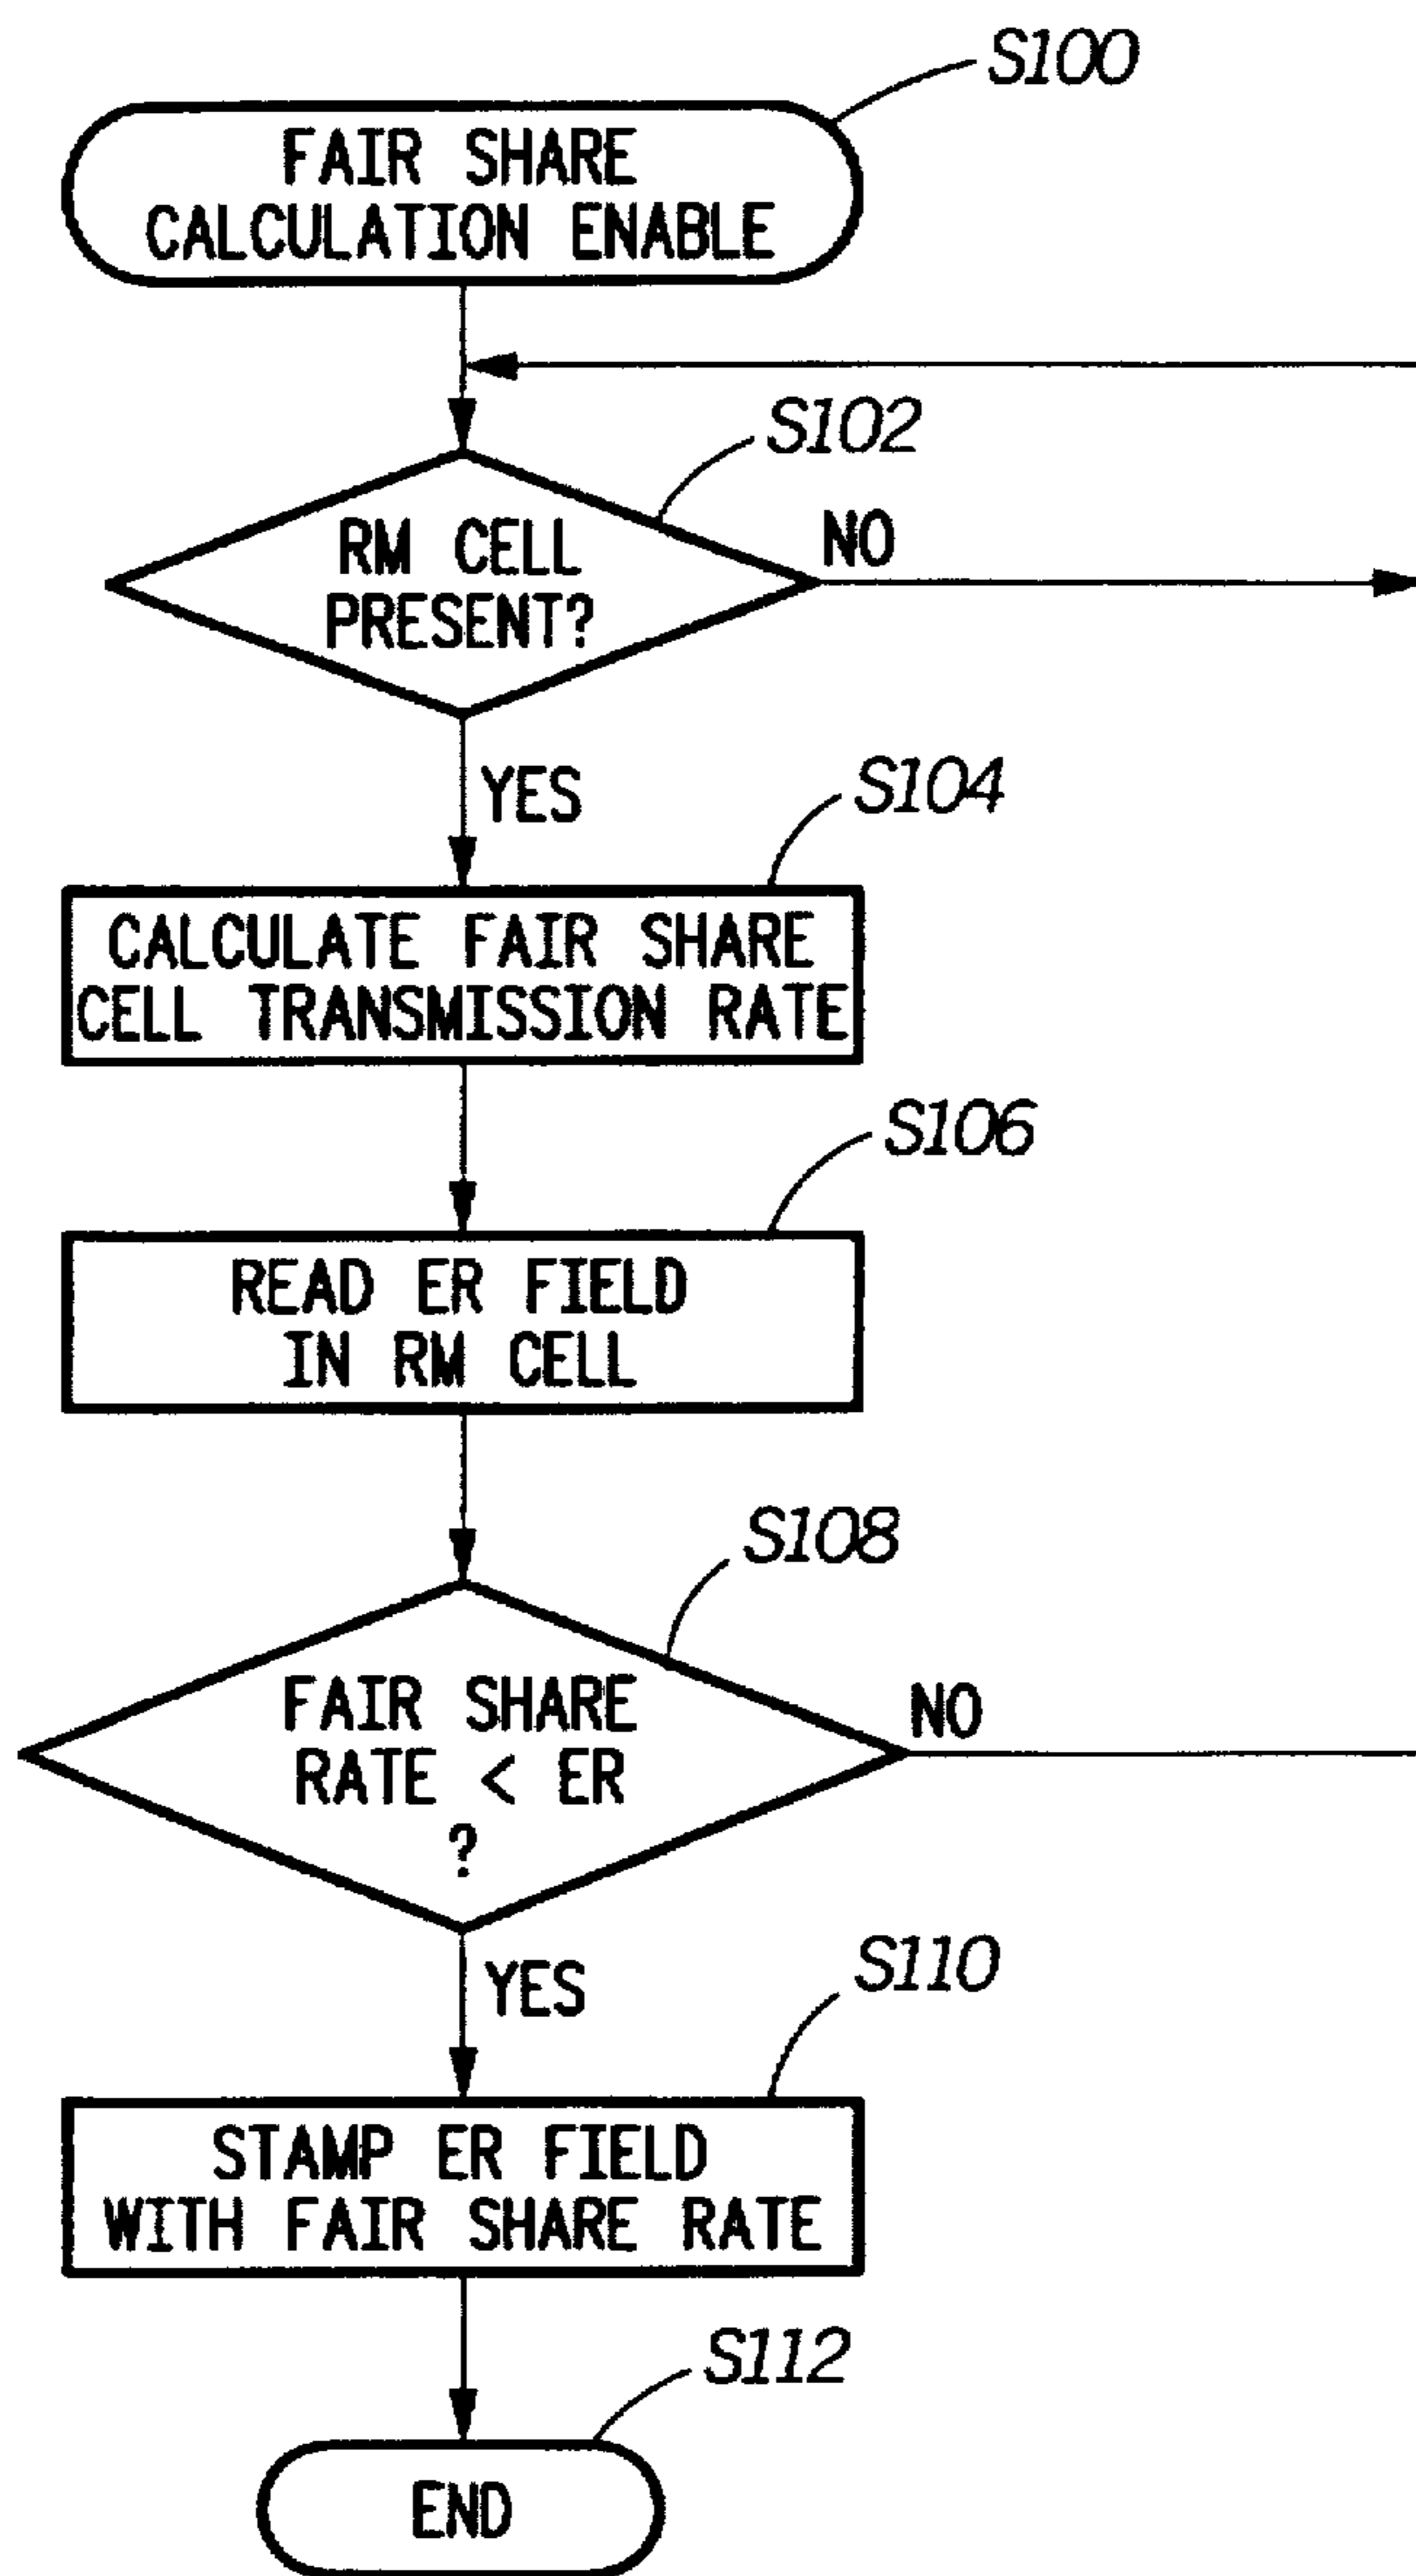 S100
FAIR SHARE
CALCULATION ENABLE
S102
RM CELL
PRESENT?
NO
YES
S104
CALCULATE FAIR SHARE
CELL TRANSMISSION RATE
S106
READ ER FIELD
IN RM CELL
S108
FAIR SHARE
RATE < ER
?
NO
YES
S110
STAMP ER FIELD
WITH FAIR SHARE RATE
S112
END